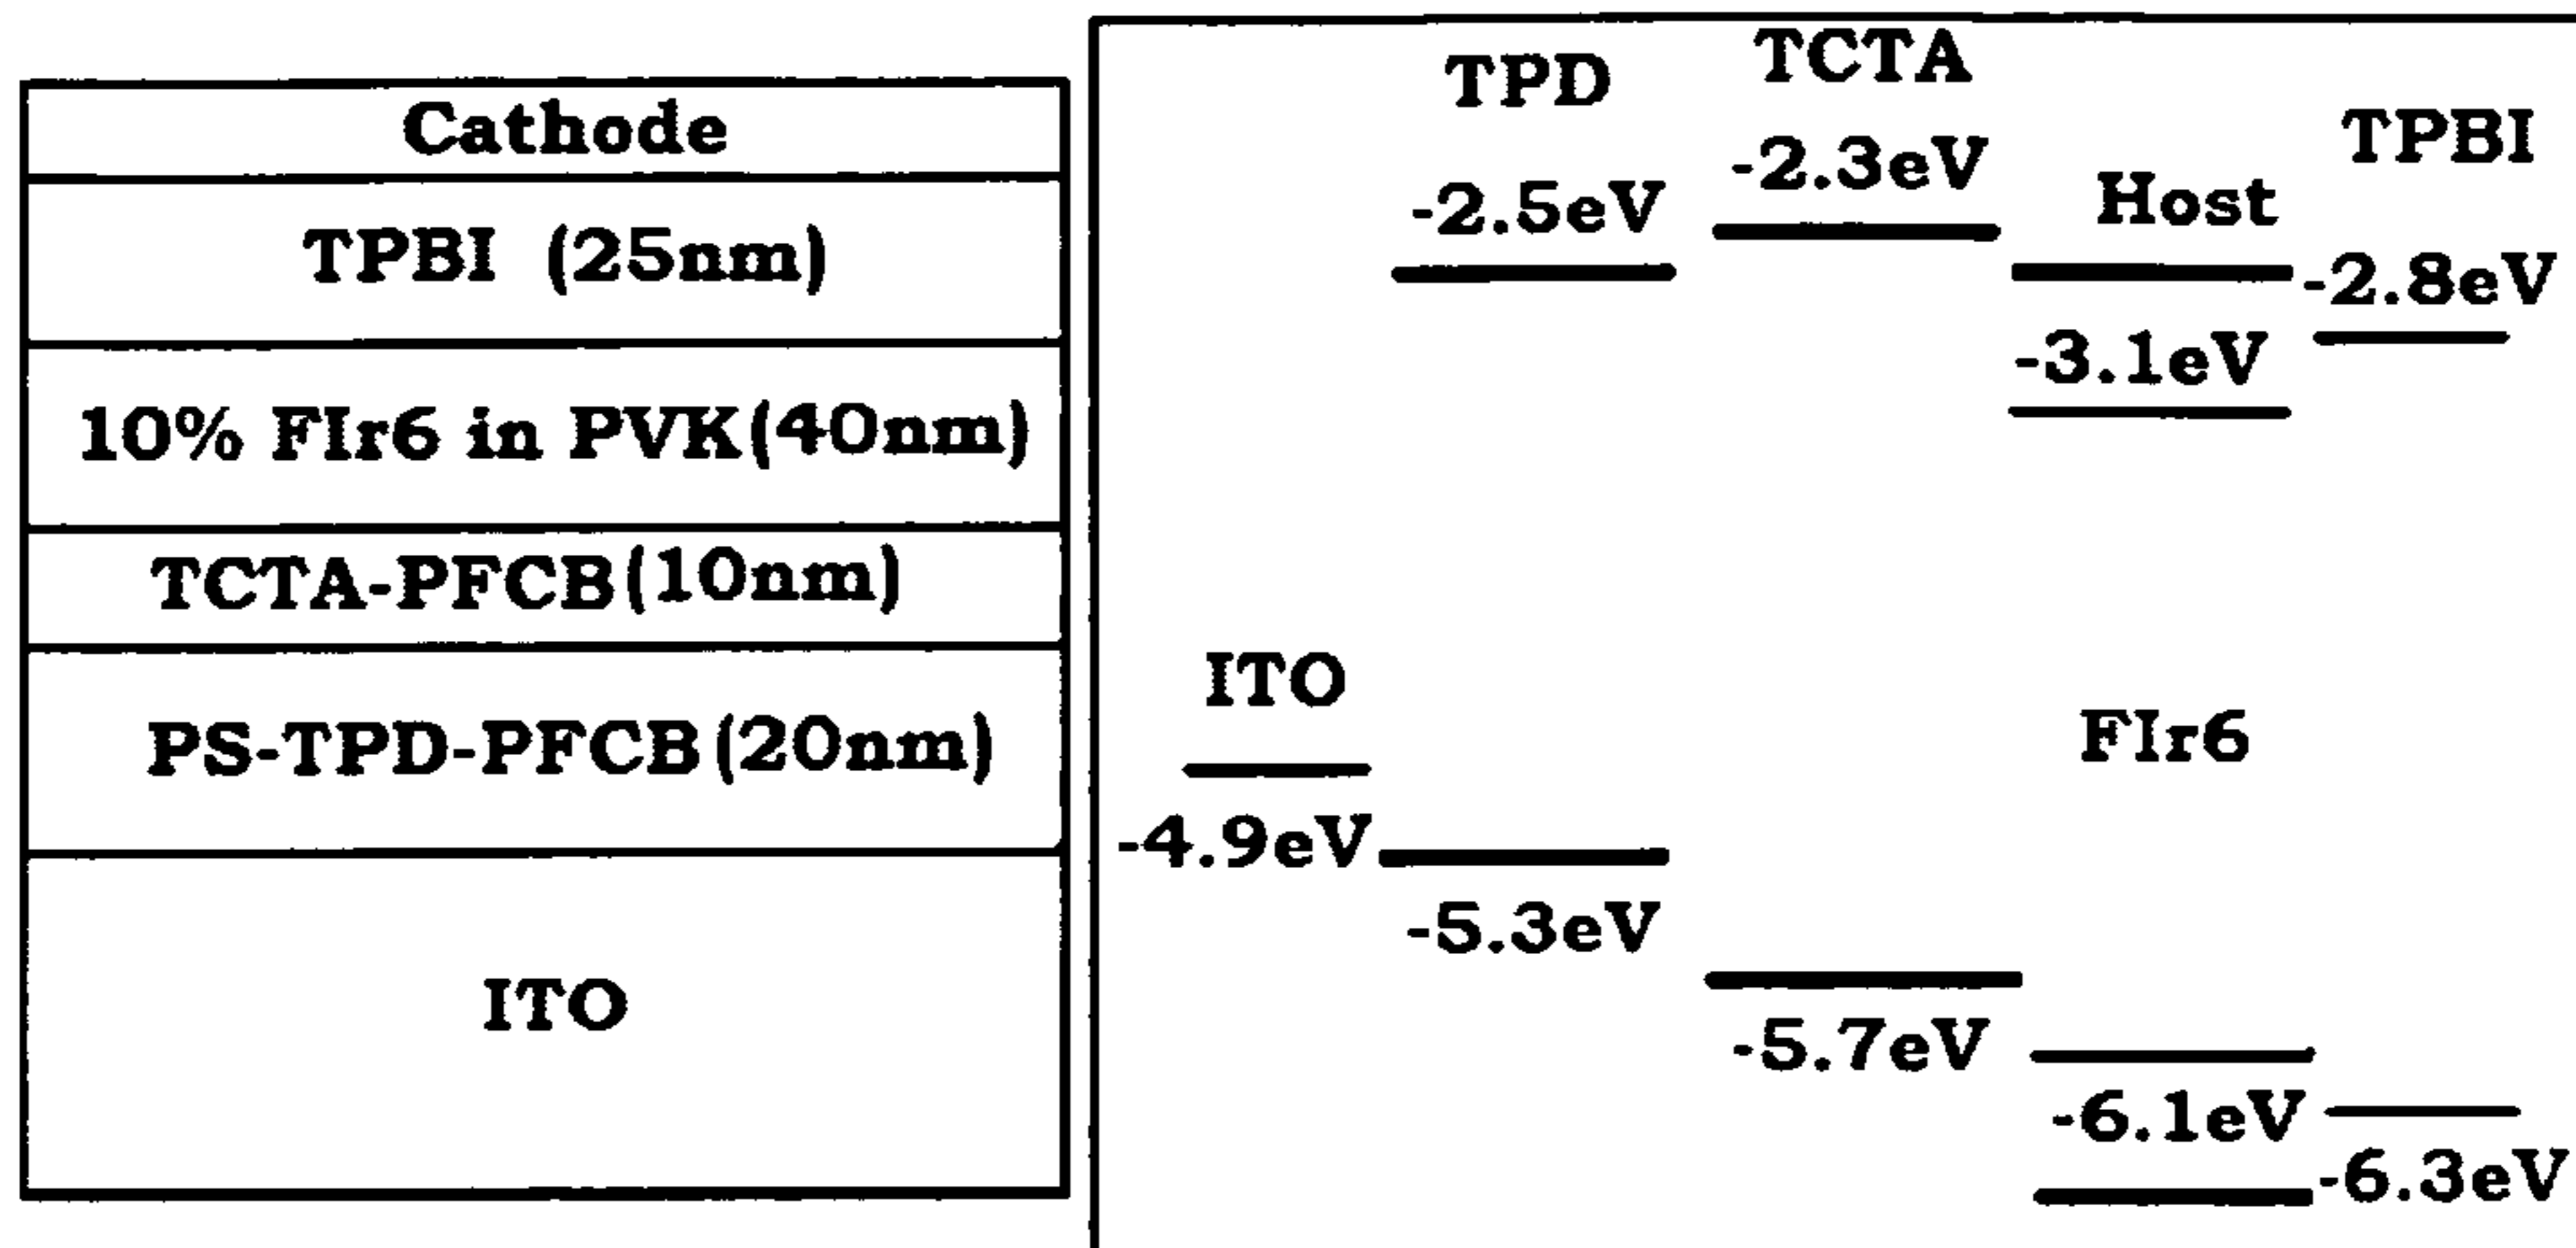 Cathode
TPBI (25nm)
10% FIr6 in PVK(40nm)
TCTA-PFCB(10nm)
PS-TPD-PFCB(20nm)
ITO
TPD
TCTA
TPBI
-2.5eV
-2.3eV
Host
-2.8eV
-3.1eV
ITO
FIr6
-4.9eV
-5.3eV
-5.7eV
-6.1eV
-6.3eV